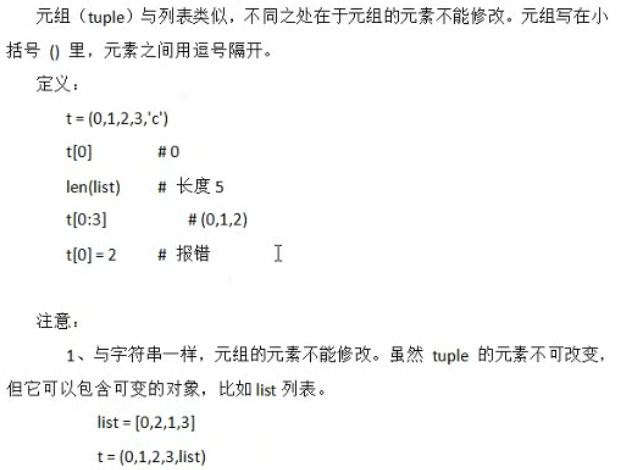 元组（tuple）与列表类似，不同之处在于元组的元素不能修改。元组写在小
括号 () 里，元素之间用逗号隔开。
定义：
t = (0,1,2,3,'c')
t[0] # 0
len(list) # 长度 5
t[0:3] # (0,1,2)
t[0] = 2 # 报错
注意：
1、与字符串一样，元组的元素不能修改。虽然 tuple 的元素不可改变，
但它可以包含可变的对象，比如 list 列表。
list = [0,2,1,3]
t = (0,1,2,3,list)